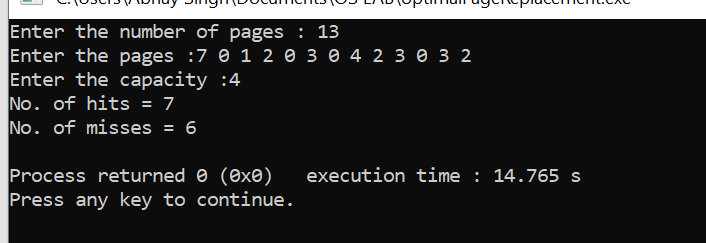 C:\Users\Abhay Singh\Documents\OS LAB\OptimalPageReplacement.exe
Enter the number of pages : 13
Enter the pages :7 0 1 2 0 3 0 4 2 3 0 3 2
Enter the capacity :4
No. of hits = 7
No. of misses = 6
Process returned 0 (0x0)   execution time : 14.765 s
Press any key to continue.